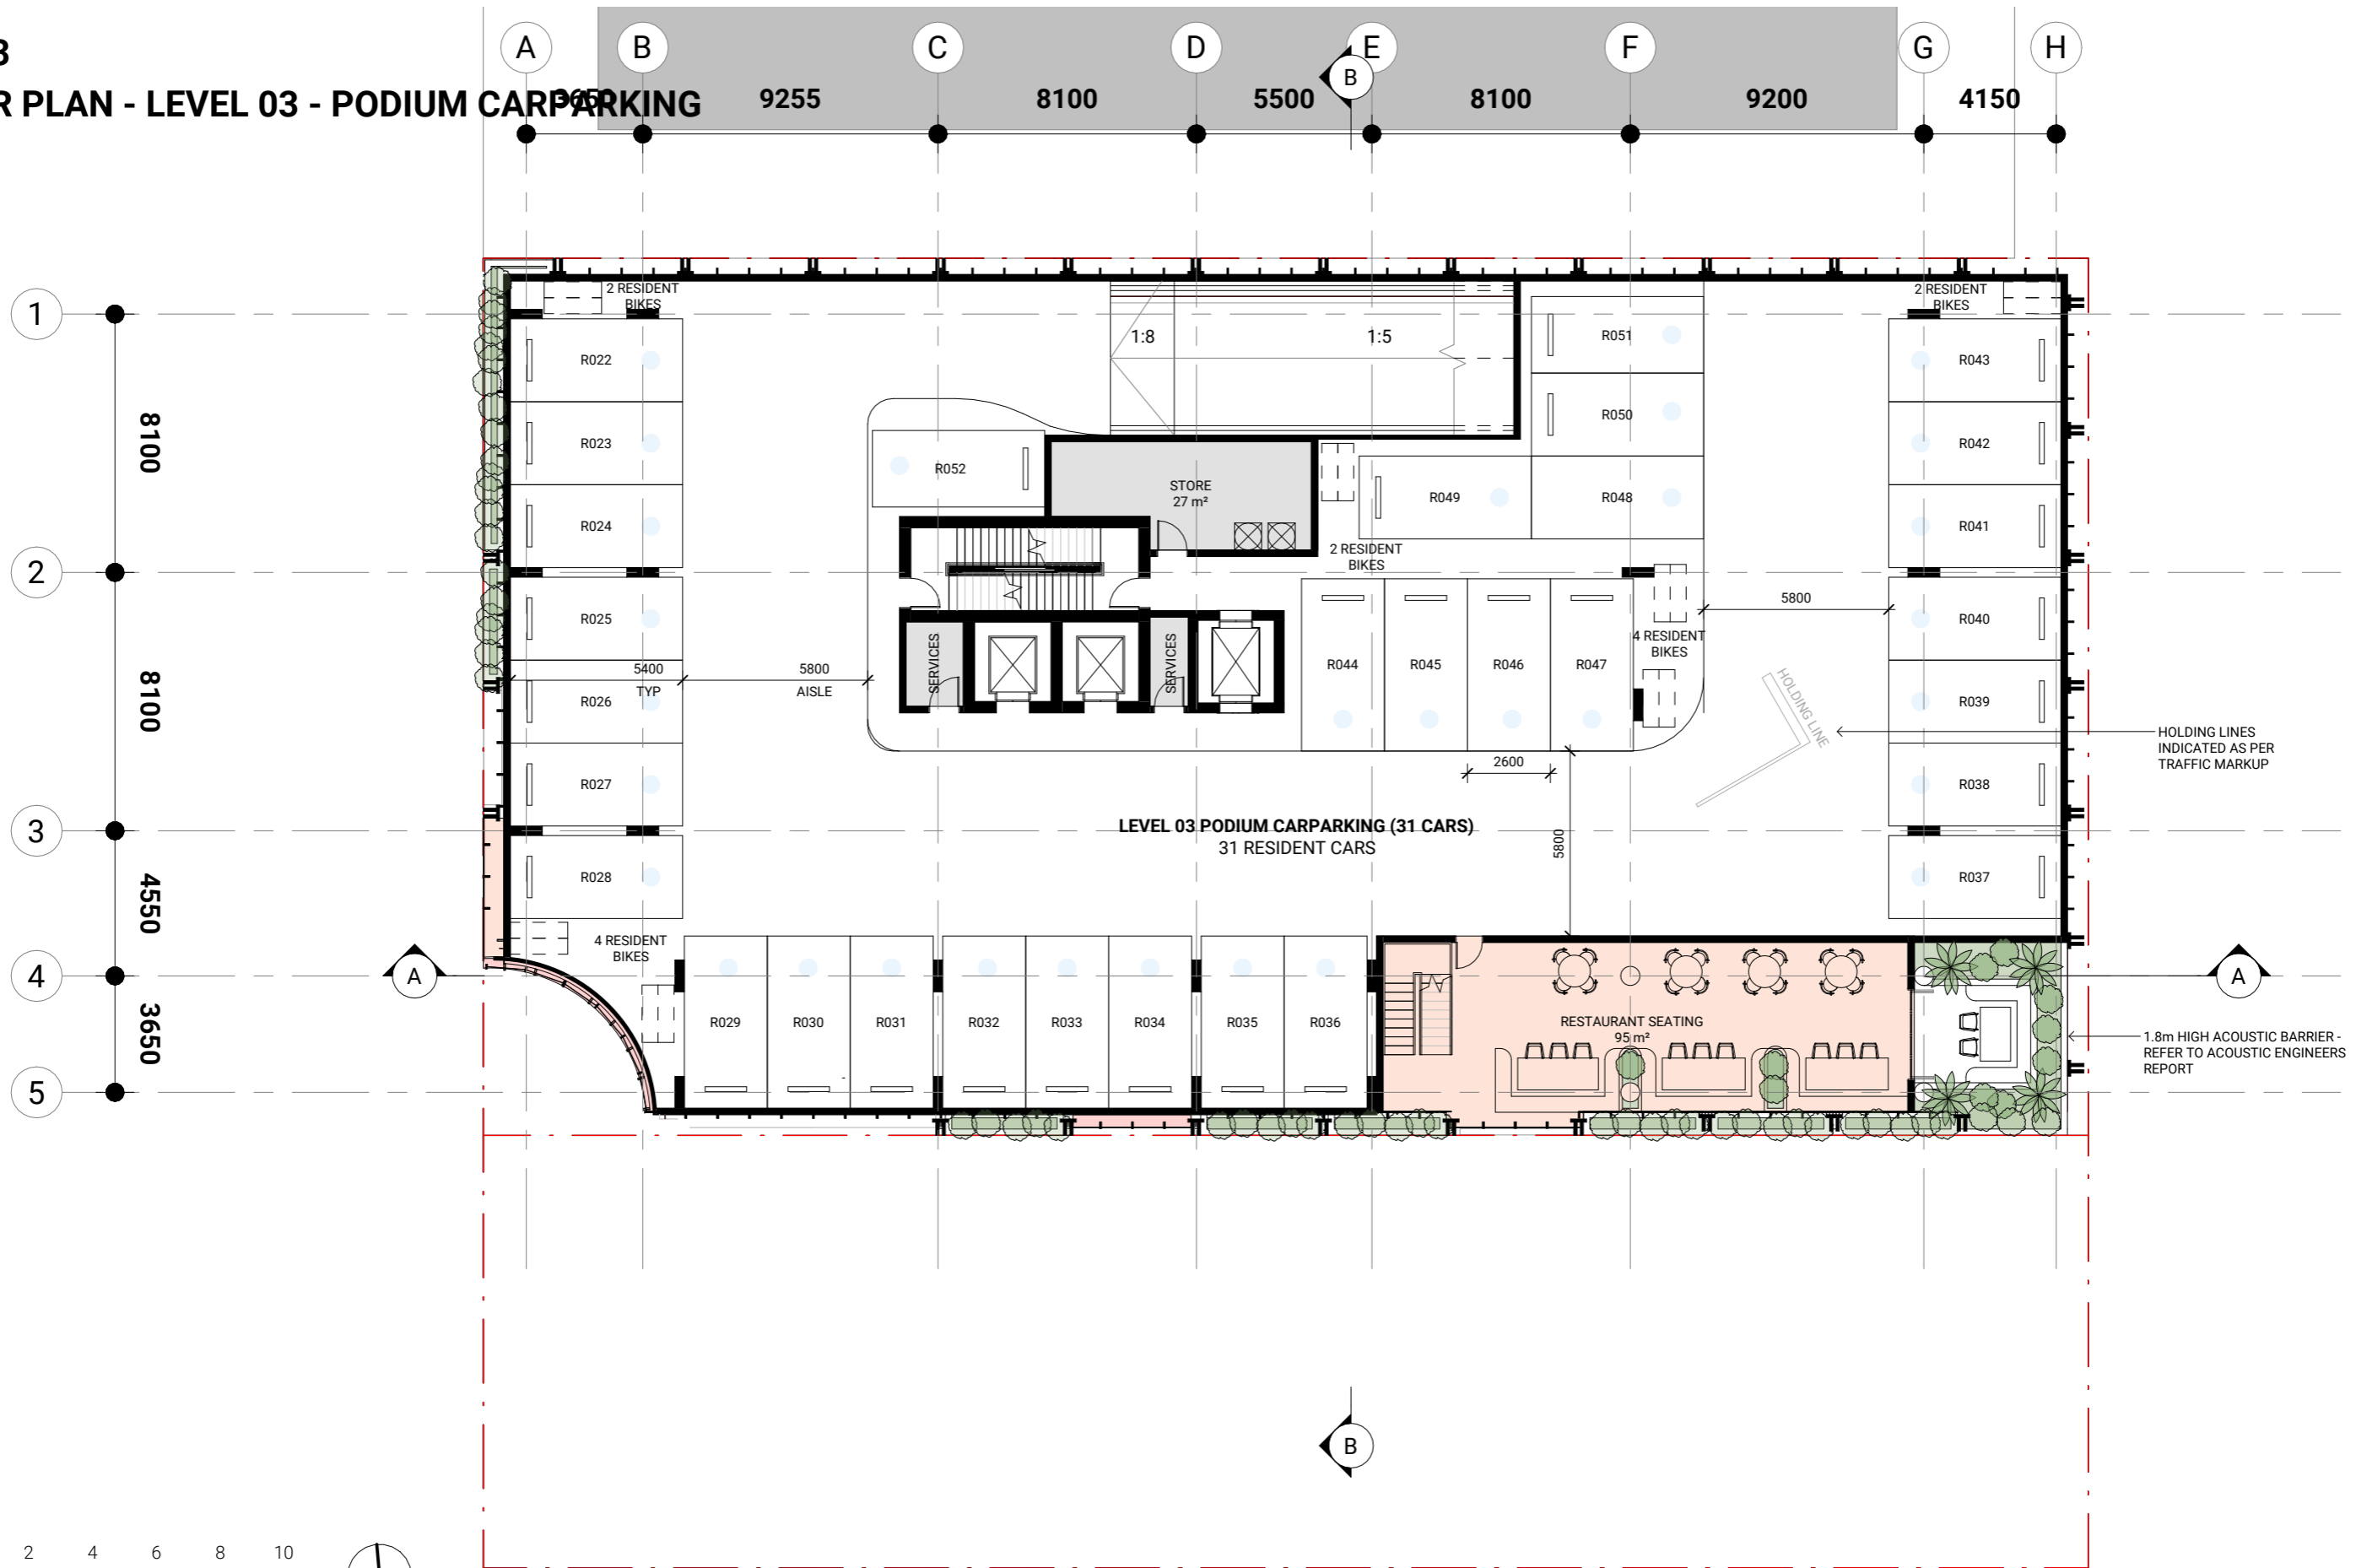 3
R PLAN - LEVEL 03 - PODIUM CARPARKING
A B C D E F G H
B
3650 9255 8100 5500 8100 9200 4150
1
2
3
4
5
8100
8100
4550
3650
2 RESIDENT
BIKES
2 RESIDENT
BIKES
1:8
1:5
R022
R023
R024
R025
R026
R027
R028
R051
R050
R049
R048
R052
STORE
27 m²
2 RESIDENT
BIKES
R043
R042
R041
R040
R039
R038
R037
5800
5400
TYP
5800
AISLE
SERVICES
SERVICES
R044
R045
R046
R047
4 RESIDENT
BIKES
HOLDING LINE
HOLDING LINES
INDICATED AS PER
TRAFFIC MARKUP
2600
5800
LEVEL 03 PODIUM CARPARKING (31 CARS)
31 RESIDENT CARS
4 RESIDENT
BIKES
A
A
R029
R030
R031
R032
R033
R034
R035
R036
RESTAURANT SEATING
95 m²
1.8m HIGH ACOUSTIC BARRIER -
REFER TO ACOUSTIC ENGINEERS
REPORT
B
2 4 6 8 10